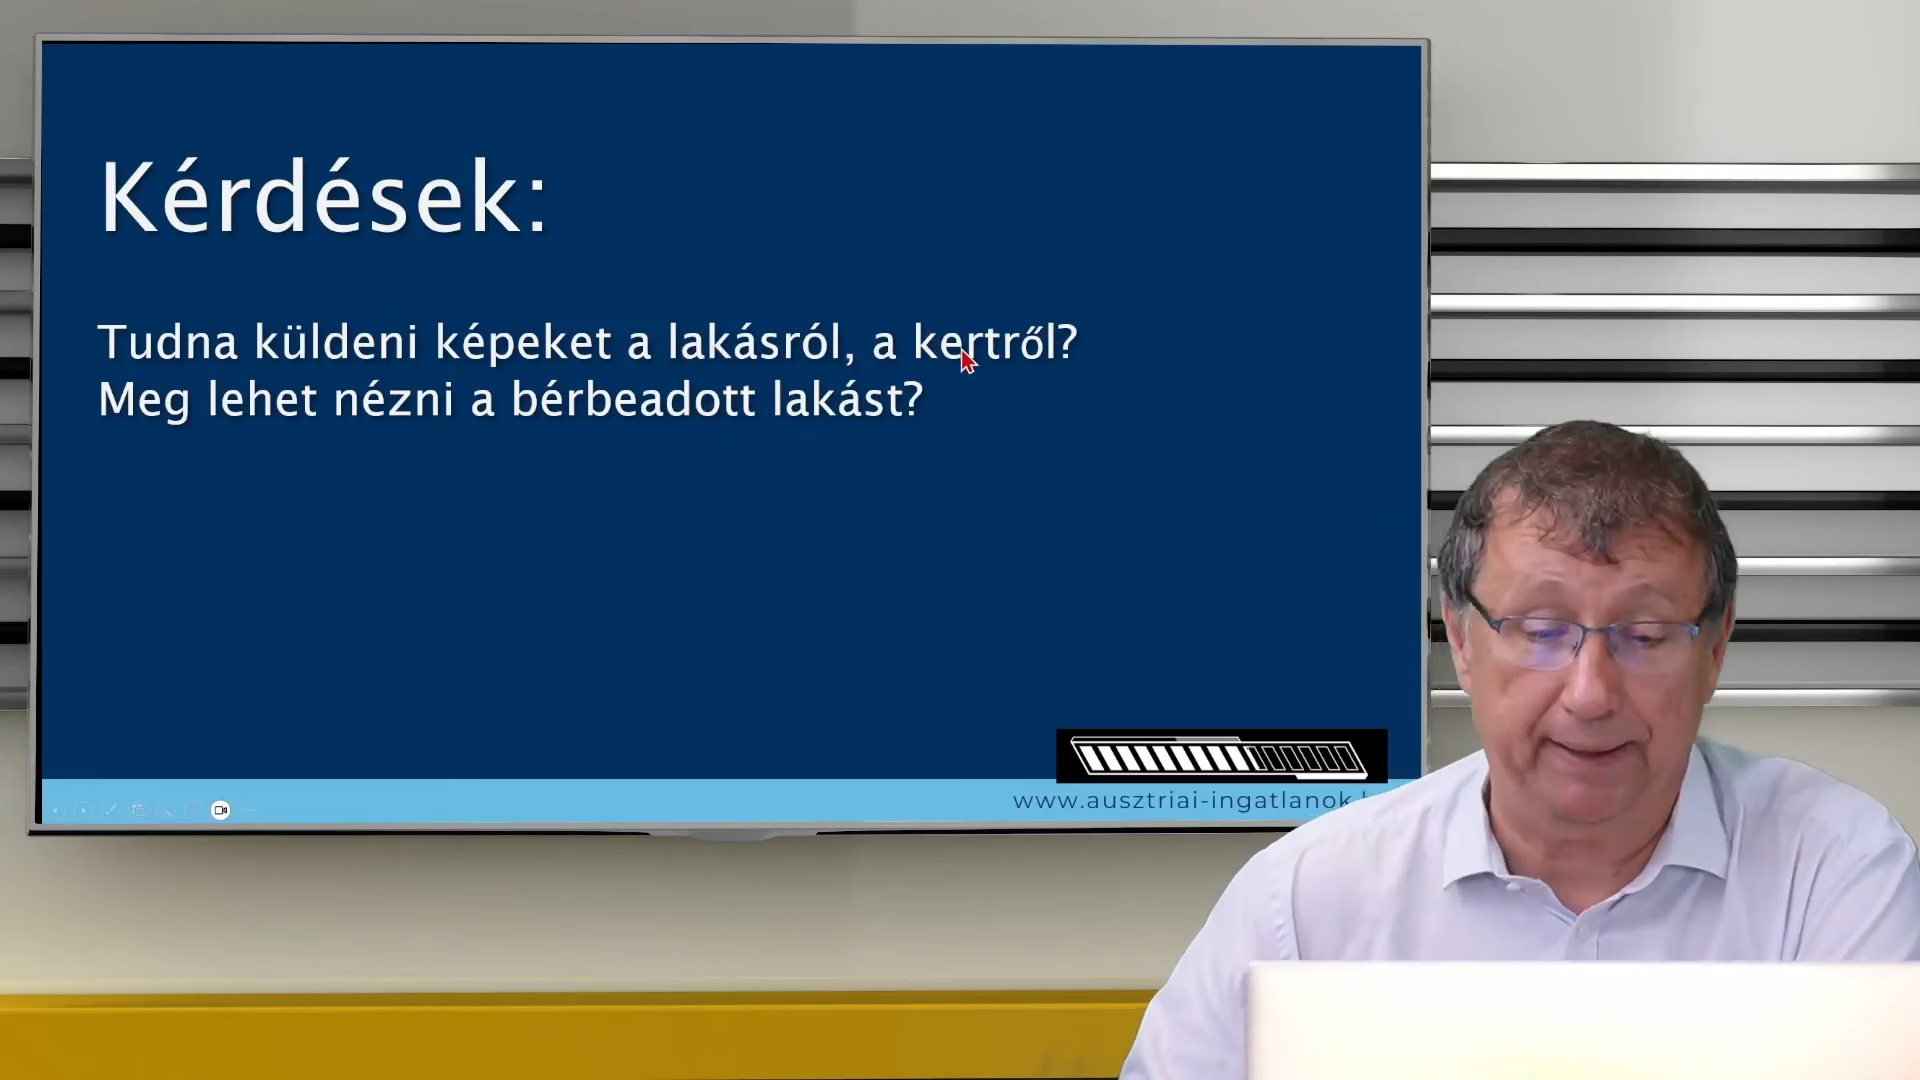 Kérdések:
Tudna küldeni képeket a lakásról, a kertről?
Meg lehet nézni a bérbeadott lakást?
www.ausztriai-ingatlanok.